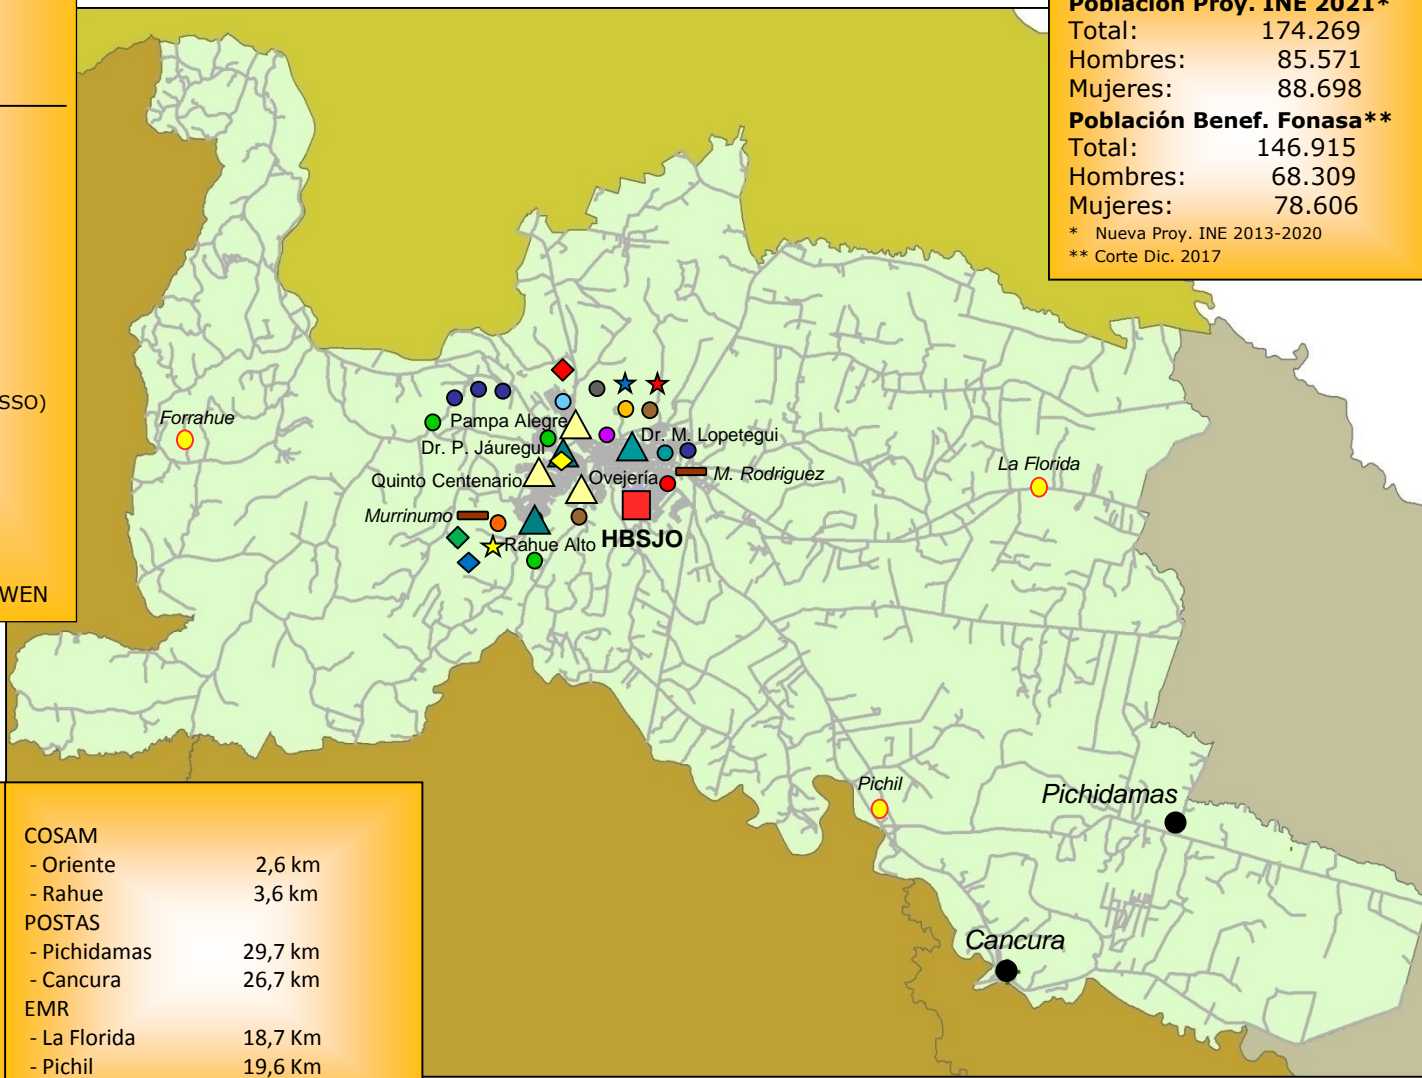 Población Proy. INE 2021*
Total: 174.269
Hombres: 85.571
Mujeres: 88.698
Población Benef. Fonasa**
Total: 146.915
Hombres: 68.309
Mujeres: 78.606
* Nueva Proy. INE 2013-2020
** Corte Dic. 2017
SSO)
WEN
Forrahue
Pampa Alegre
Dr. P. Jáuregui
Dr. M. Lopetegui
Quinto Centenario
Ovejería
M. Rodriguez
Murrinumo
Rahue Alto
HBSJO
La Florida
Pichil
Pichidamas
Cancura
COSAM
- Oriente 2,6 km
- Rahue 3,6 km
POSTAS
- Pichidamas 29,7 km
- Cancura 26,7 km
EMR
- La Florida 18,7 Km
- Pichil 19,6 Km